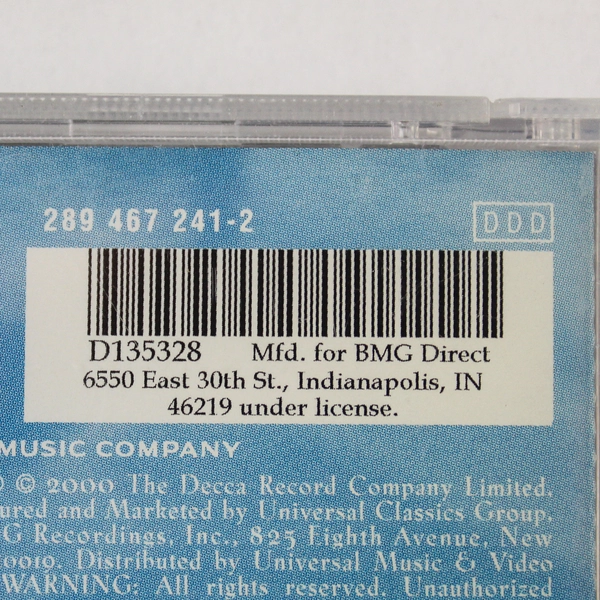 289 467 241-2
DDD
D135328 Mfd. for BMG Direct
6550 East 30th St., Indianapolis, IN
46219 under license.
MUSIC COMPANY
© 2000 The Decca Record Company Limited.
and Marketed by Universal Classics Group,
Recordings, Inc., 825 Eighth Avenue, New
Distributed by Universal Music & Video
WARNING: All rights reserved. Unauthorized